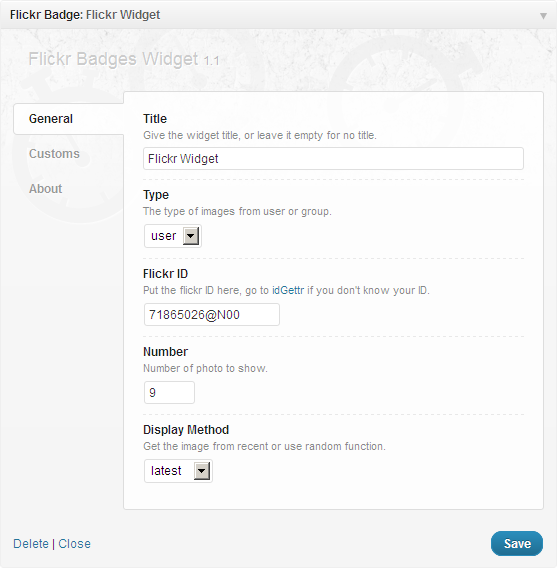 Flickr Badge: Flickr Widget
Flickr Badges Widget 1.1
General
Customs
About
Title
Give the widget title, or leave it empty for no title.
Flickr Widget
Type
The type of images from user or group.
user
Flickr ID
Put the flickr ID here, go to idGettr if you don't know your ID.
71865026@N00
Number
Number of photo to show.
9
Display Method
Get the image from recent or use random function.
latest
Delete | Close
Save